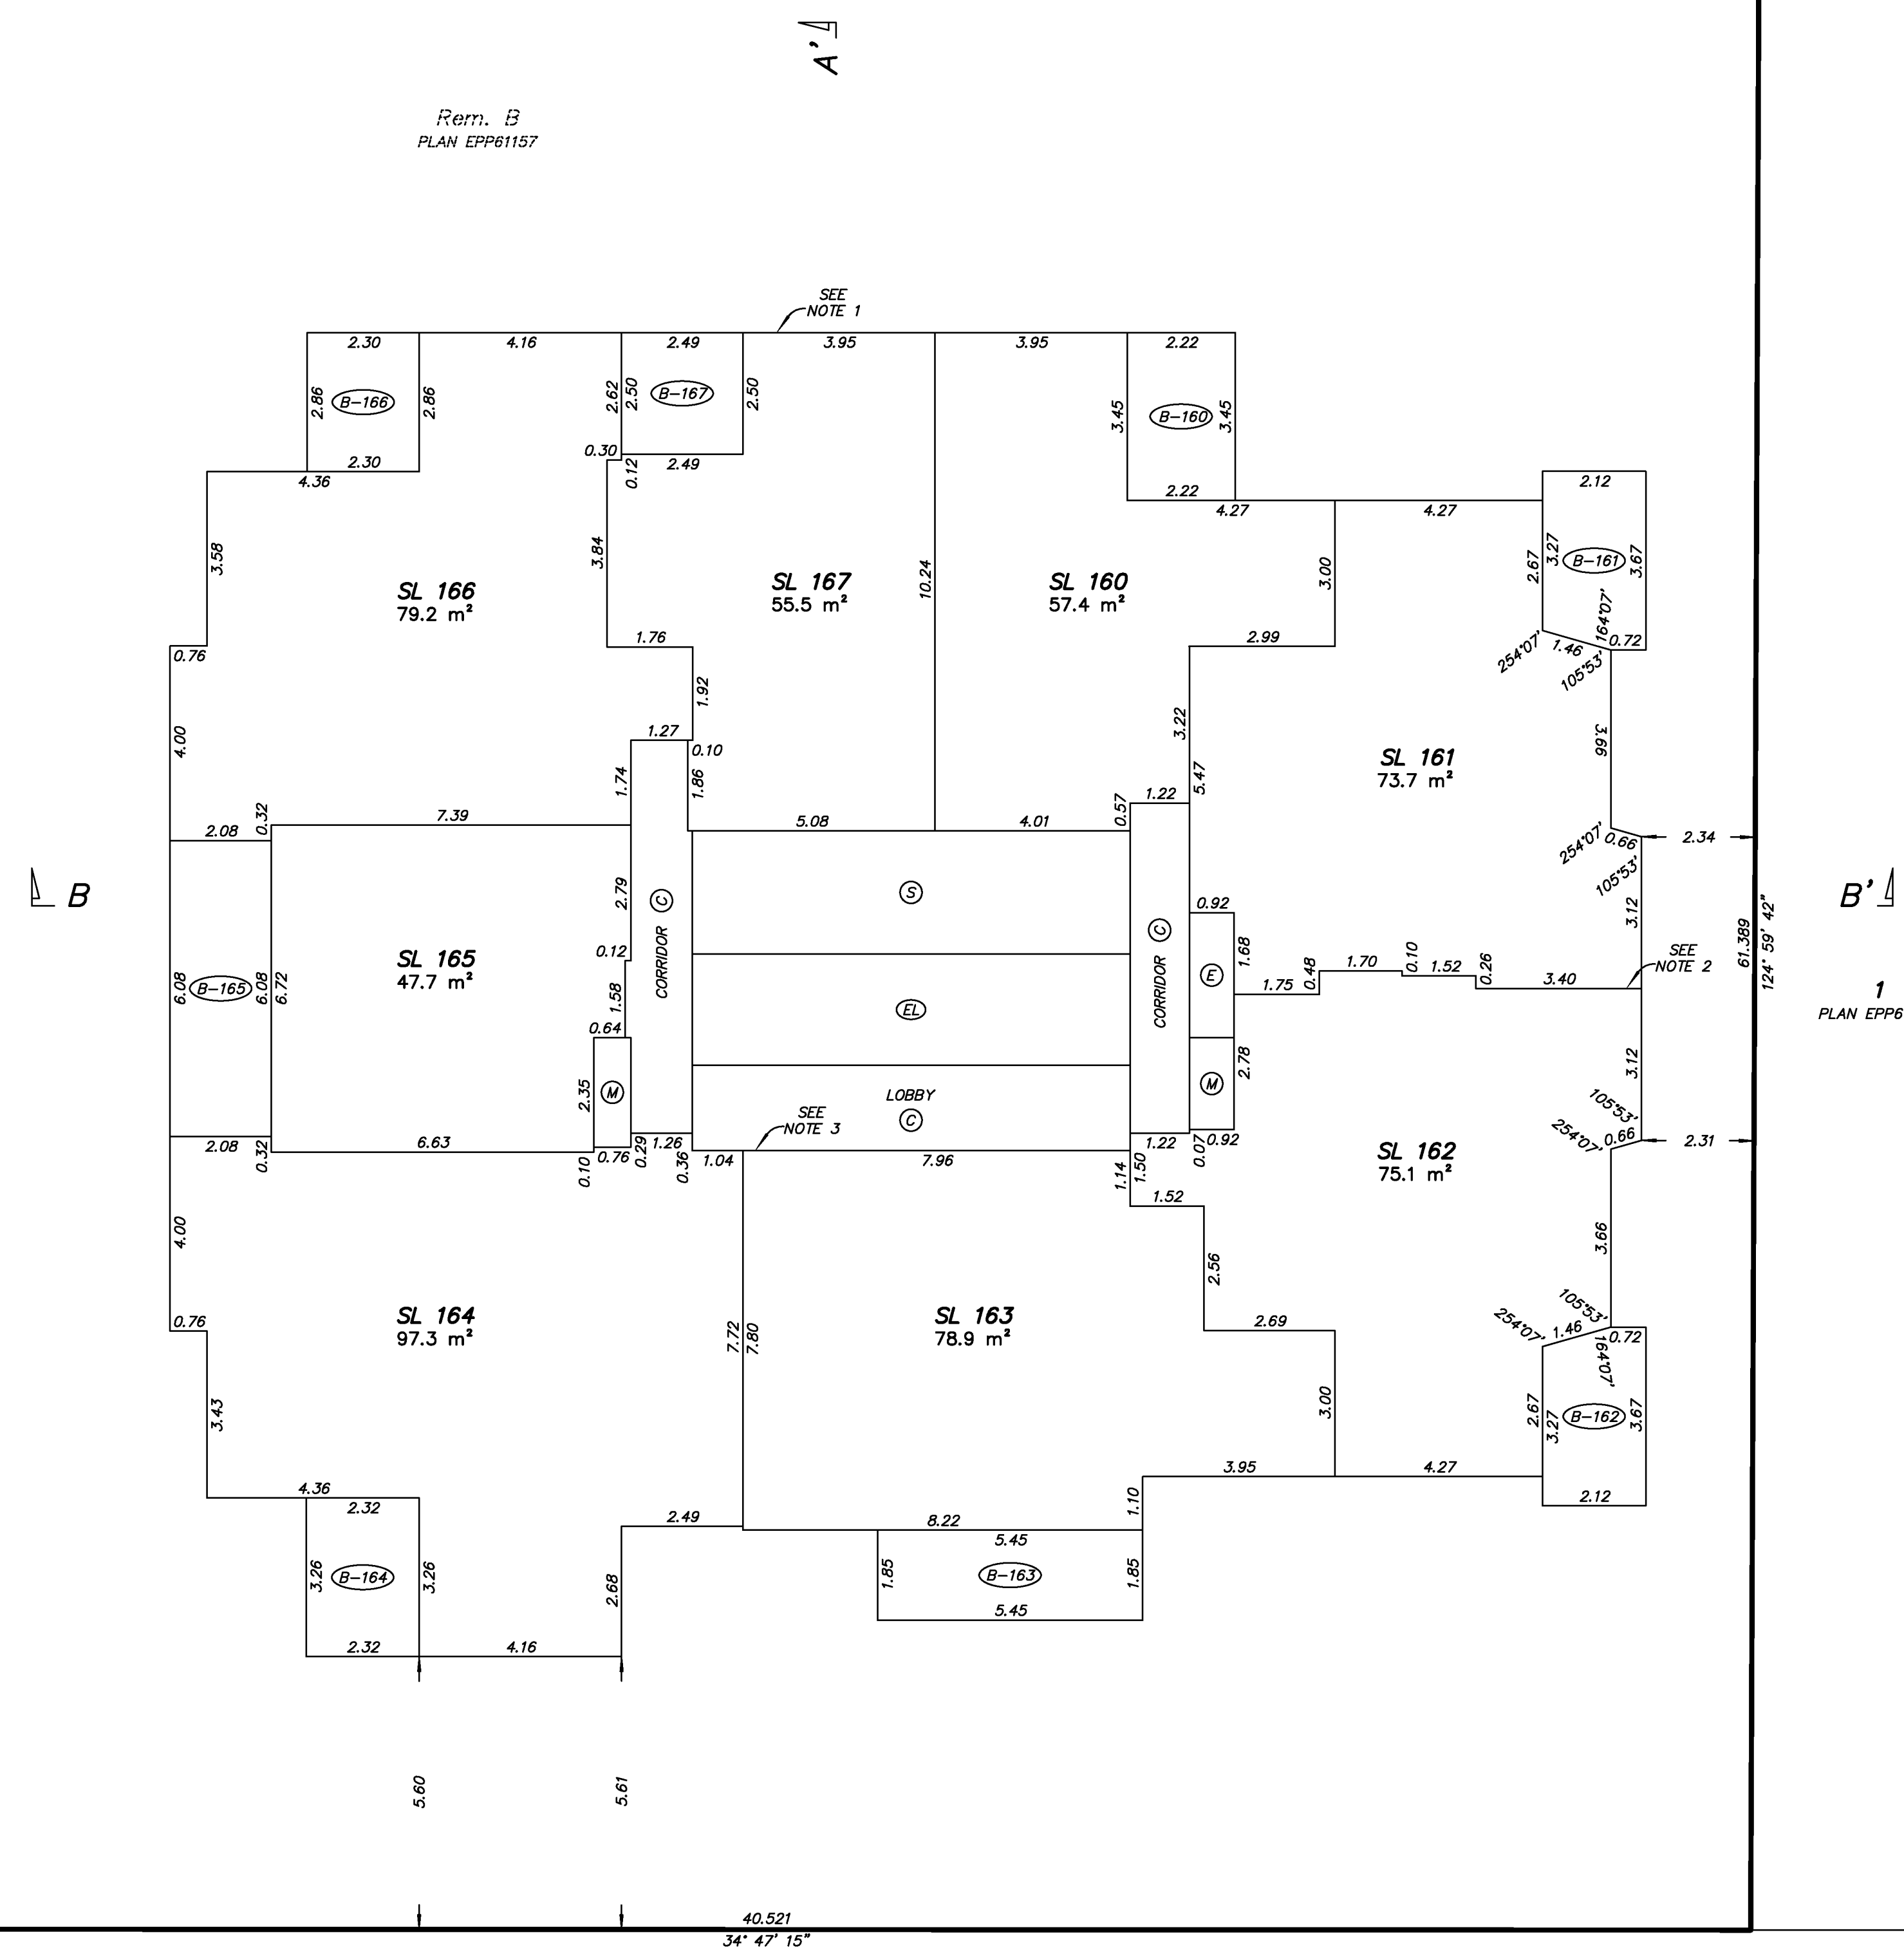 A'
Rem. B
PLAN EPP61157
SEE
NOTE 1
2.30
4.16
2.49
3.95
3.95
2.22
2.86
B-166
2.86
2.62
2.50
B-167
2.50
3.45
B-160
3.45
2.30
4.36
0.30
0.12
2.49
2.22
4.27
4.27
2.12
3.58
3.84
10.24
3.00
2.67
3.27
B-161
3.67
SL 166
79.2 m²
SL 167
55.5 m²
SL 160
57.4 m²
164°07'
0.72
254°07'
1.46
105°53'
0.76
1.76
2.99
4.00
1.92
3.22
3.66
1.27
0.10
1.74
1.86
5.47
SL 161
73.7 m²
2.08
0.32
7.39
5.08
4.01
0.57
1.22
254°07'
0.66
105°53'
2.34
B
2.79
C
S
C
0.92
3.12
61.389
124° 59' 42"
B'
6.08
B-165
6.08
6.72
SL 165
47.7 m²
0.12
1.58
CORRIDOR
EL
CORRIDOR
E
1.68
1.75
0.48
1.70
0.10
1.52
0.26
3.40
SEE
NOTE 2
1
PLAN EPP6
0.64
2.35
M
LOBBY
C
M
2.78
3.12
SEE
NOTE 3
2.08
0.32
6.63
0.10
0.76
0.29
1.26
0.36
1.04
7.96
1.14
1.50
1.22
0.07
0.92
105°53'
254°07'
0.66
2.31
SL 162
75.1 m²
4.00
1.52
2.56
3.66
0.76
SL 164
97.3 m²
7.72
7.80
SL 163
78.9 m²
2.69
254°07'
1.46
105°53'
0.72
164°07'
3.43
3.00
2.67
3.27
B-162
3.67
4.36
2.32
3.95
4.27
2.12
2.49
8.22
1.10
5.45
3.26
B-164
3.26
2.68
1.85
B-163
1.85
5.45
2.32
4.16
5.60
5.61
40.521
34° 47' 15"